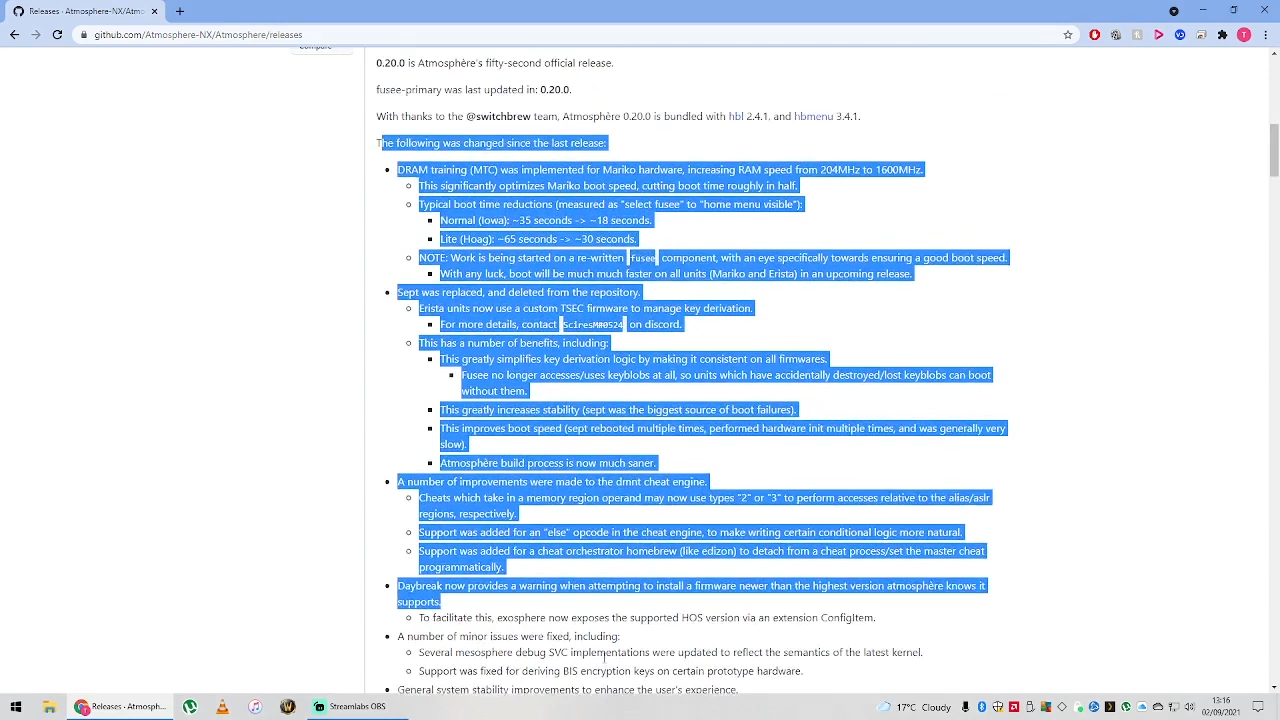 Releases · Atmosphere-NX/Atmo
github.com/Atmosphere-NX/Atmosphere/releases
Compare
0.20.0 is Atmosphère's fifty-second official release.
fusee-primary was last updated in: 0.20.0.
With thanks to the @switchbrew team, Atmosphère 0.20.0 is bundled with hbl 2.4.1, and hbmenu 3.4.1.
The following was changed since the last release:
DRAM training (MTC) was implemented for Mariko hardware, increasing RAM speed from 204MHz to 1600MHz.
This significantly optimizes Mariko boot speed, cutting boot time roughly in half.
Typical boot time reductions (measured as "select fusee" to "home menu visible"):
Normal (Iowa): ~35 seconds -> ~18 seconds.
Lite (Hoag): ~65 seconds -> ~30 seconds.
NOTE: Work is being started on a re-written fusee component, with an eye specifically towards ensuring a good boot speed.
With any luck, boot will be much much faster on all units (Mariko and Erista) in an upcoming release.
Sept was replaced, and deleted from the repository.
Erista units now use a custom TSEC firmware to manage key derivation.
For more details, contact SciresM#0524 on discord.
This has a number of benefits, including:
This greatly simplifies key derivation logic by making it consistent on all firmwares.
Fusee no longer accesses/uses keyblobs at all, so units which have accidentally destroyed/lost keyblobs can boot
without them.
This greatly increases stability (sept was the biggest source of boot failures).
This improves boot speed (sept rebooted multiple times, performed hardware init multiple times, and was generally very
slow).
Atmosphère build process is now much saner.
A number of improvements were made to the dmnt cheat engine.
Cheats which take in a memory region operand may now use types "2" or "3" to perform accesses relative to the alias/aslr
regions, respectively.
Support was added for an "else" opcode in the cheat engine, to make writing certain conditional logic more natural.
Support was added for a cheat orchestrator homebrew (like edizon) to detach from a cheat process/set the master cheat
programmatically.
Daybreak now provides a warning when attempting to install a firmware newer than the highest version atmosphère knows it
supports.
To facilitate this, exosphere now exposes the supported HOS version via an extension ConfigItem.
A number of minor issues were fixed, including:
Several mesosphere debug SVC implementations were updated to reflect the semantics of the latest kernel.
Support was fixed for deriving BIS encryption keys on certain prototype hardware.
General system stability improvements to enhance the user's experience.
Releases · Atmosph...
Streamlabs OBS
17°C Cloudy
13:16
02/09/2021